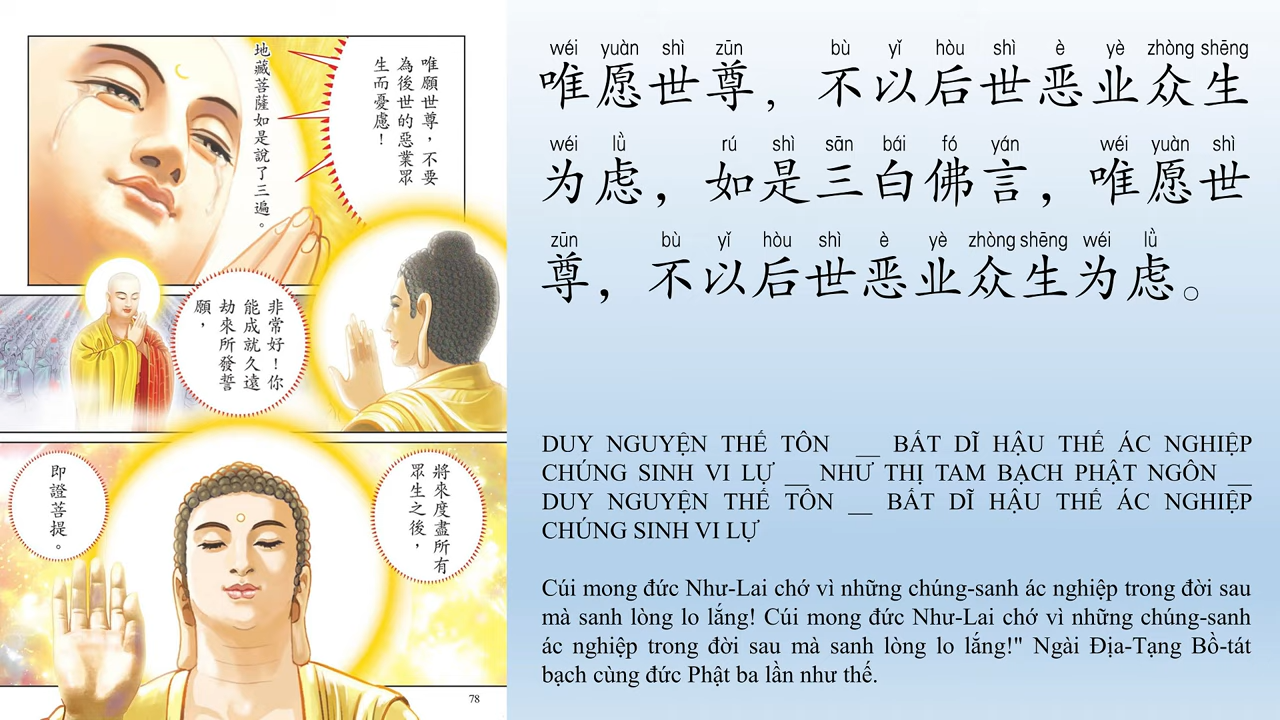 唯願世尊，不要
為後世的惡業眾
生而憂慮！
地藏菩薩如是說了三遍。
非常好！你
能成就久遠
劫來所發誓
願，
將來度盡所有
眾生之後，
即證菩提。
78
wéi yuàn shì zūn bù yǐ hòu shì è yè zhòng shēng
唯愿世尊，不以后世恶业众生
wéi lǜ rú shì sān bái fó yán wéi yuàn shì
为虑，如是三白佛言，唯愿世
zūn bù yǐ hòu shì è yè zhòng shēng wéi lǜ
尊，不以后世恶业众生为虑。
DUY NGUYỆN THẾ TÔN __ BẤT DĨ HẬU THẾ ÁC NGHIỆP
CHÚNG SINH VI LỰ __ NHƯ THỊ TAM BẠCH PHẬT NGÔN __
DUY NGUYỆN THẾ TÔN __ BẤT DĨ HẬU THẾ ÁC NGHIỆP
CHÚNG SINH VI LỰ
Cúi mong đức Như-Lai chớ vì những chúng-sanh ác nghiệp trong đời sau
mà sanh lòng lo lắng! Cúi mong đức Như-Lai chớ vì những chúng-sanh
ác nghiệp trong đời sau mà sanh lòng lo lắng!" Ngài Địa-Tạng Bồ-tát
bạch cùng đức Phật ba lần như thế.